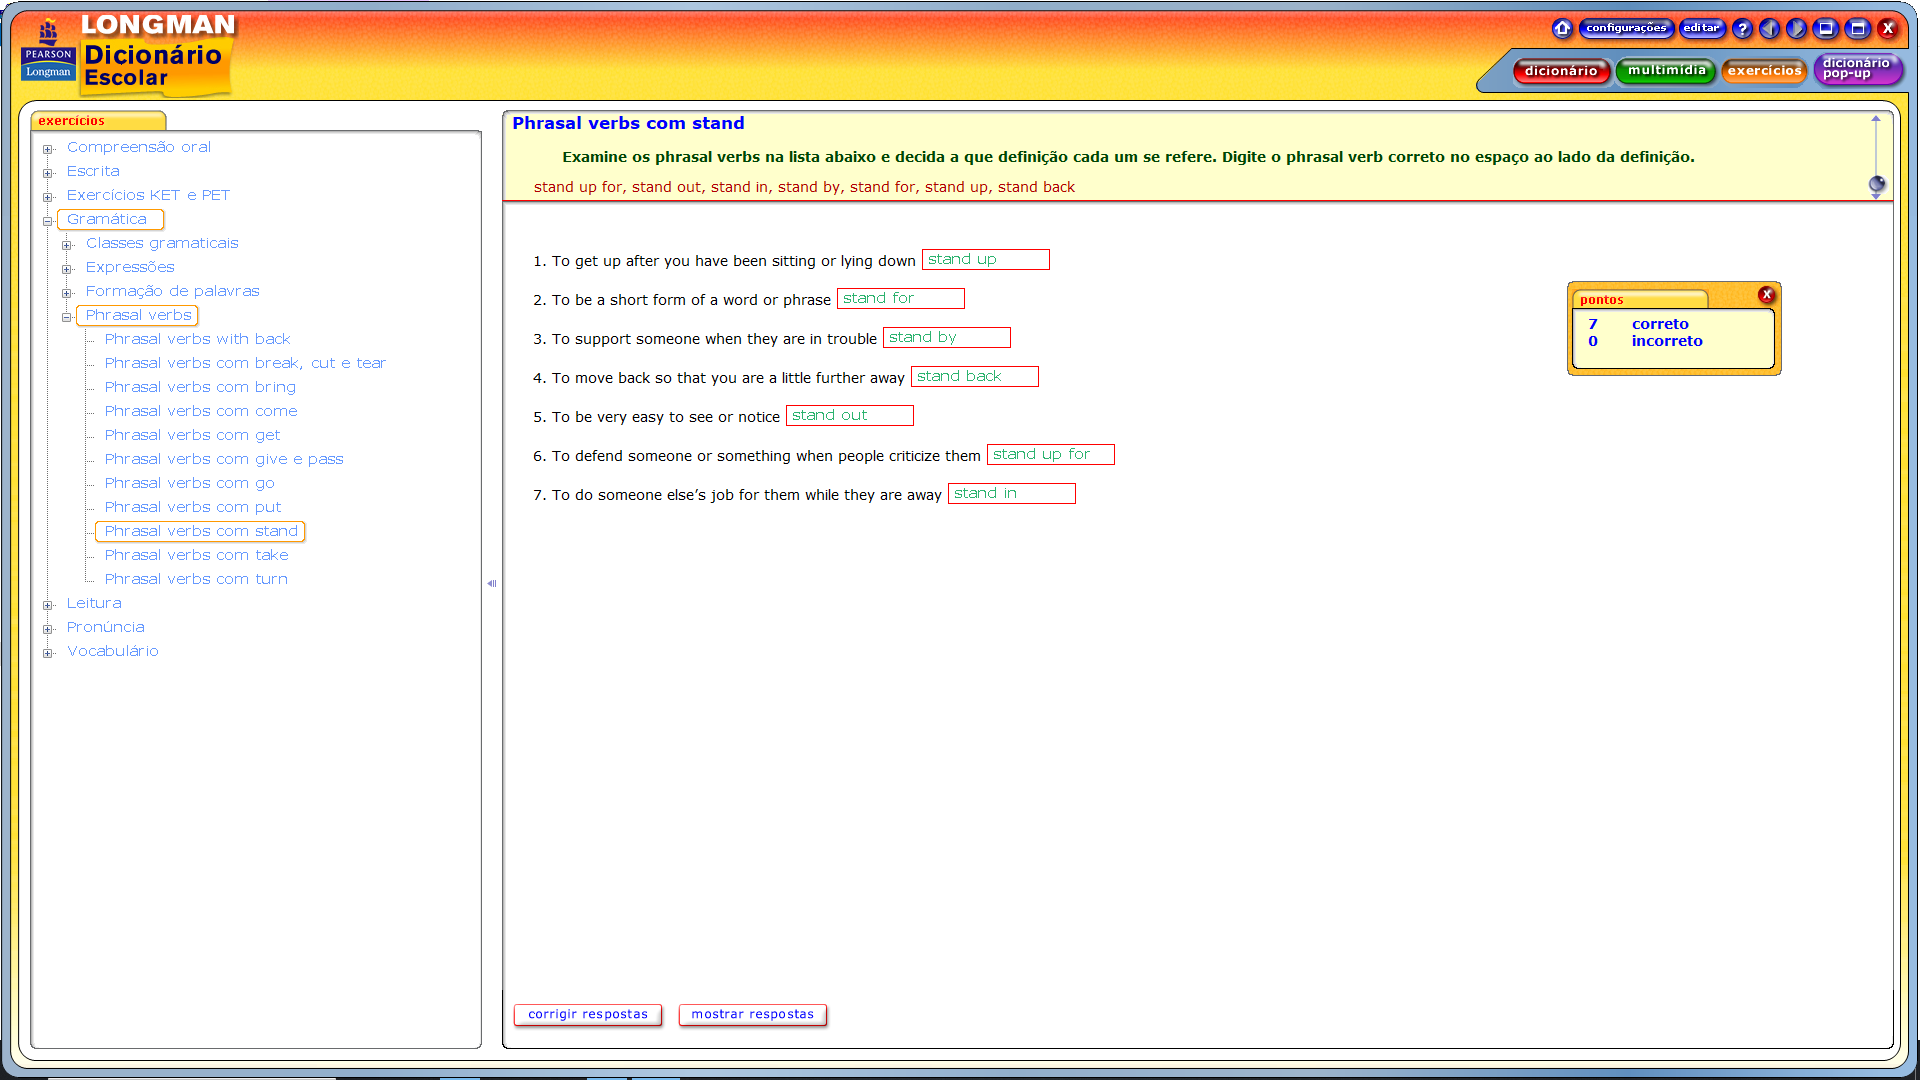 LONGMAN
Dicionário
Escolar
PEARSON
Longman
configurações
editar
?
X
dicionário
multimídia
exercícios
dicionário
pop-up
exercícios
Compreensão oral
Escrita
Exercícios KET e PET
Gramática
Classes gramaticais
Expressões
Formação de palavras
Phrasal verbs
Phrasal verbs with back
Phrasal verbs com break, cut e tear
Phrasal verbs com bring
Phrasal verbs com come
Phrasal verbs com get
Phrasal verbs com give e pass
Phrasal verbs com go
Phrasal verbs com put
Phrasal verbs com stand
Phrasal verbs com take
Phrasal verbs com turn
Leitura
Pronúncia
Vocabulário
Phrasal verbs com stand
Examine os phrasal verbs na lista abaixo e decida a que definição cada um se refere. Digite o phrasal verb correto no espaço ao lado da definição.
stand up for, stand out, stand in, stand by, stand for, stand up, stand back
1. To get up after you have been sitting or lying down stand up
2. To be a short form of a word or phrase stand for
3. To support someone when they are in trouble stand by
4. To move back so that you are a little further away stand back
5. To be very easy to see or notice stand out
6. To defend someone or something when people criticize them stand up for
7. To do someone else’s job for them while they are away stand in
pontos
X
7 correto
0 incorreto
corrigir respostas
mostrar respostas